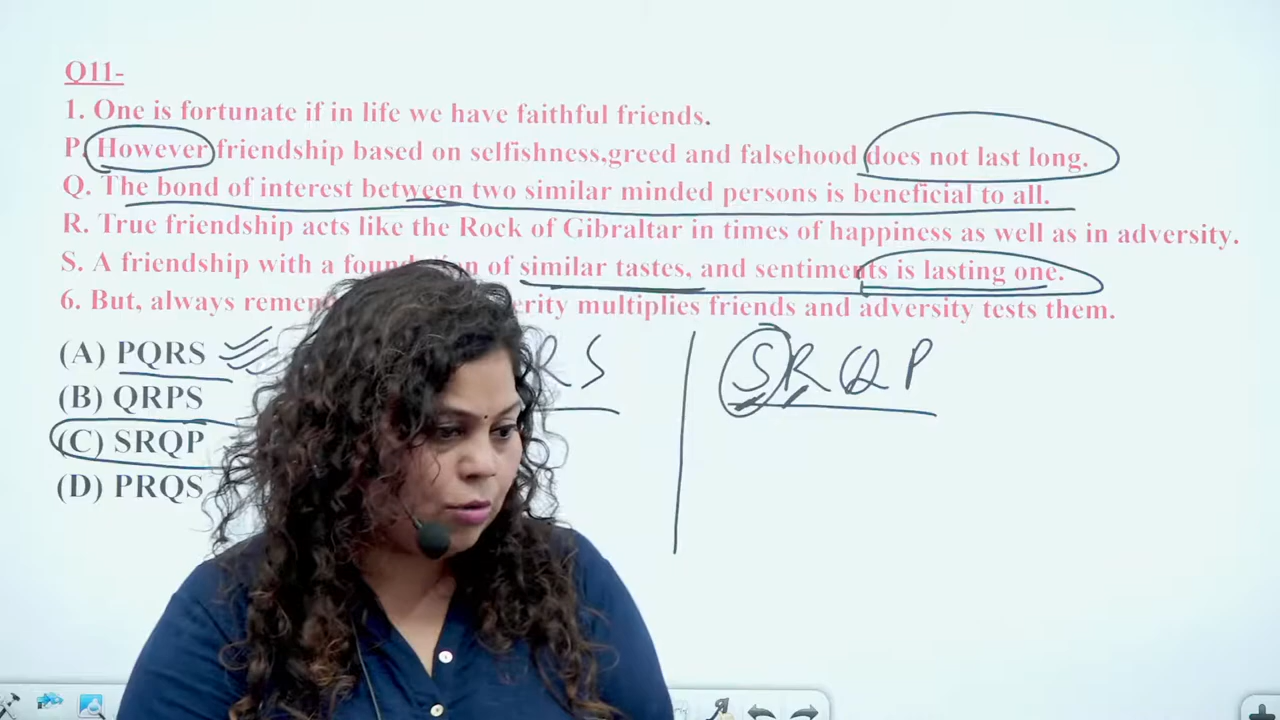 Q11-
1. One is fortunate if in life we have faithful friends.
P. However friendship based on selfishness,greed and falsehood does not last long.
Q. The bond of interest between two similar minded persons is beneficial to all.
R. True friendship acts like the Rock of Gibraltar in times of happiness as well as in adversity.
S. A friendship with a foundation of similar tastes, and sentiments is lasting one.
6. But, always multiplies friends and adversity tests them.
(A) PQRS
(B) QRPS
(C) SRQP
(D) PRQS
R S
S R Q P